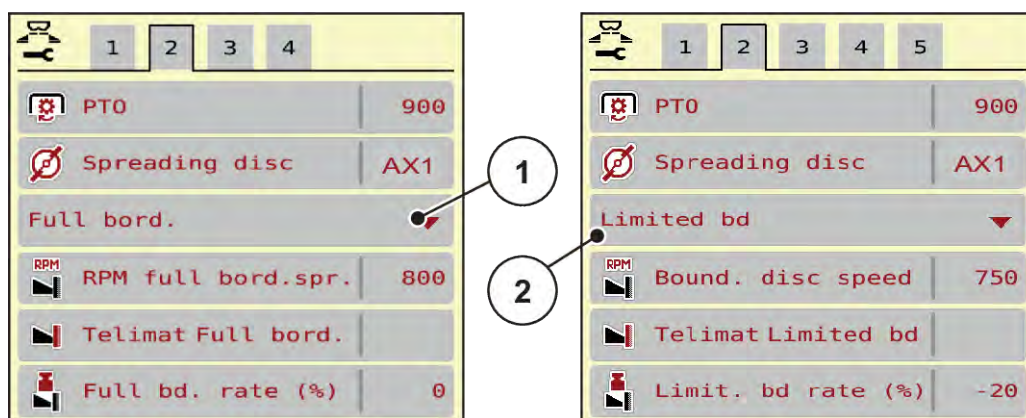 1 2 3 4
PTO 900
Spreading disc AX1
Full bord.
RPM RPM full bord.spr. 800
Telimat Full bord.
Full bd. rate (%) 0
1
2
1 2 3 4 5
PTO 900
Spreading disc AX1
Limited bd
RPM Bound. disc speed 750
Telimat Limited bd
Limit. bd rate (%) -20